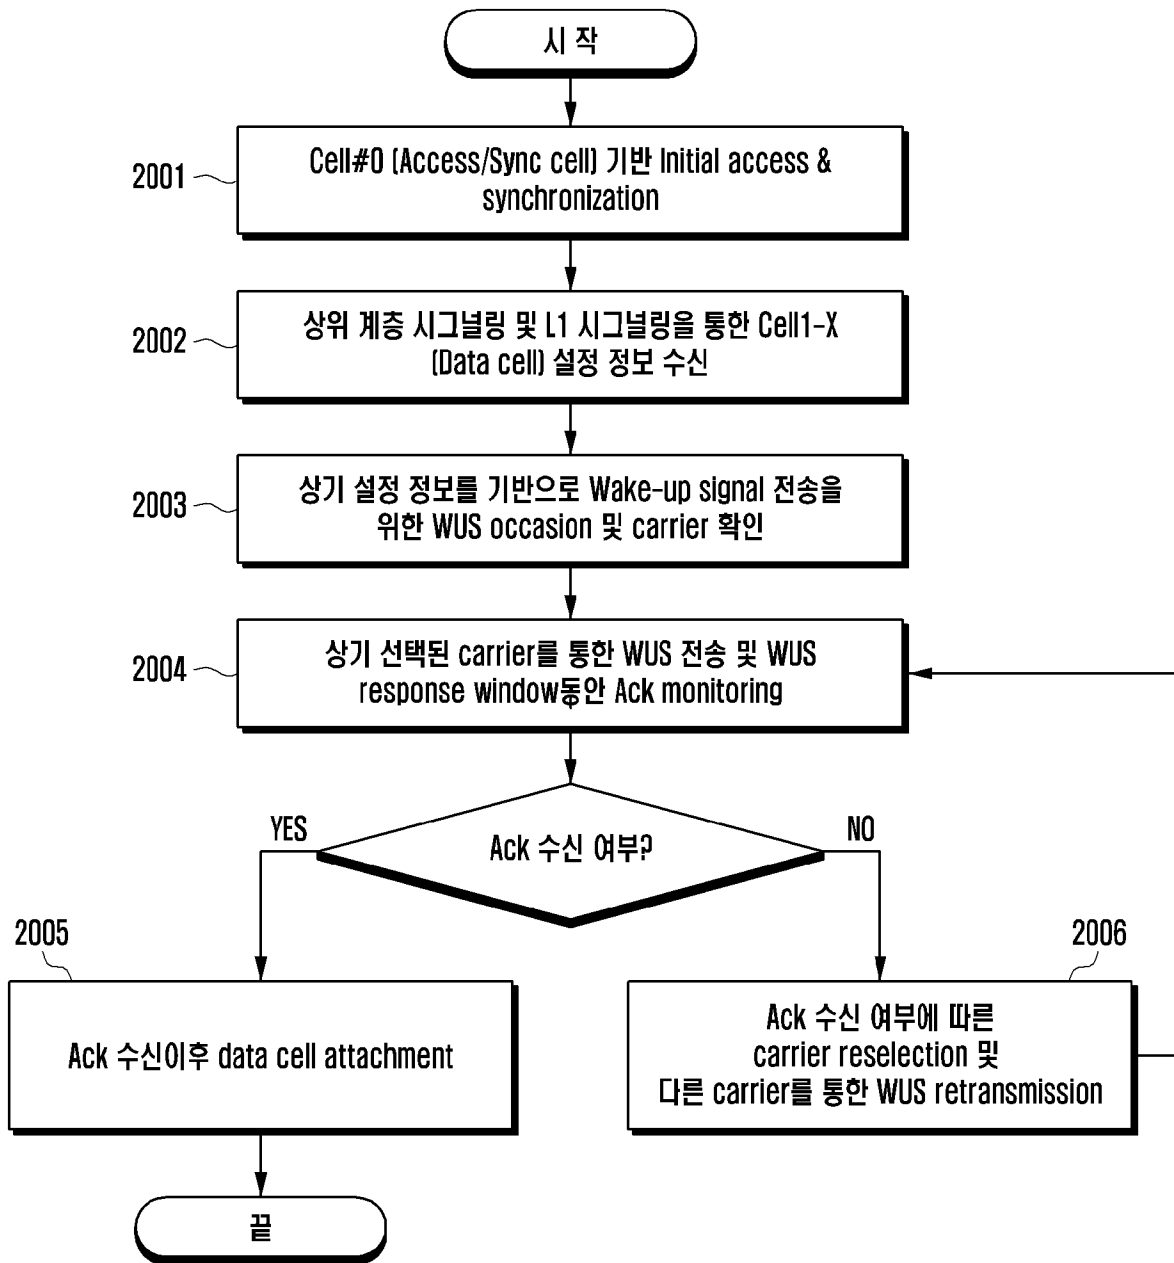 시 작
2001
Cell#0 (Access/Sync cell) 기반 Initial access &
synchronization
2002
상위 계층 시그널링 및 L1 시그널링을 통한 Cell1-X
(Data cell) 설정 정보 수신
2003
상기 설정 정보를 기반으로 Wake-up signal 전송을
위한 WUS occasion 및 carrier 확인
2004
상기 선택된 carrier를 통한 WUS 전송 및 WUS
response window동안 Ack monitoring
YES
Ack 수신 여부?
NO
2005
Ack 수신이후 data cell attachment
2006
Ack 수신 여부에 따른
carrier reselection 및
다른 carrier를 통한 WUS retransmission
끝